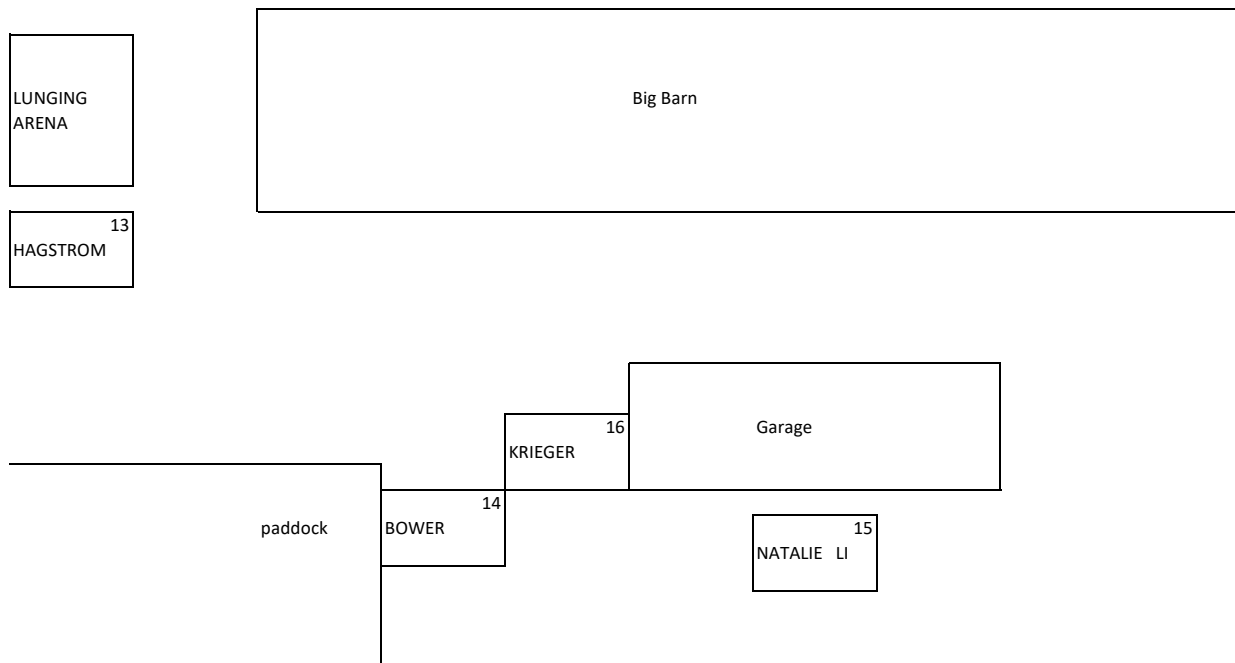 LUNGING
ARENA
Big Barn
13
HAGSTROM
16
Garage
KRIEGER
14
paddock
BOWER
15
NATALIE LI